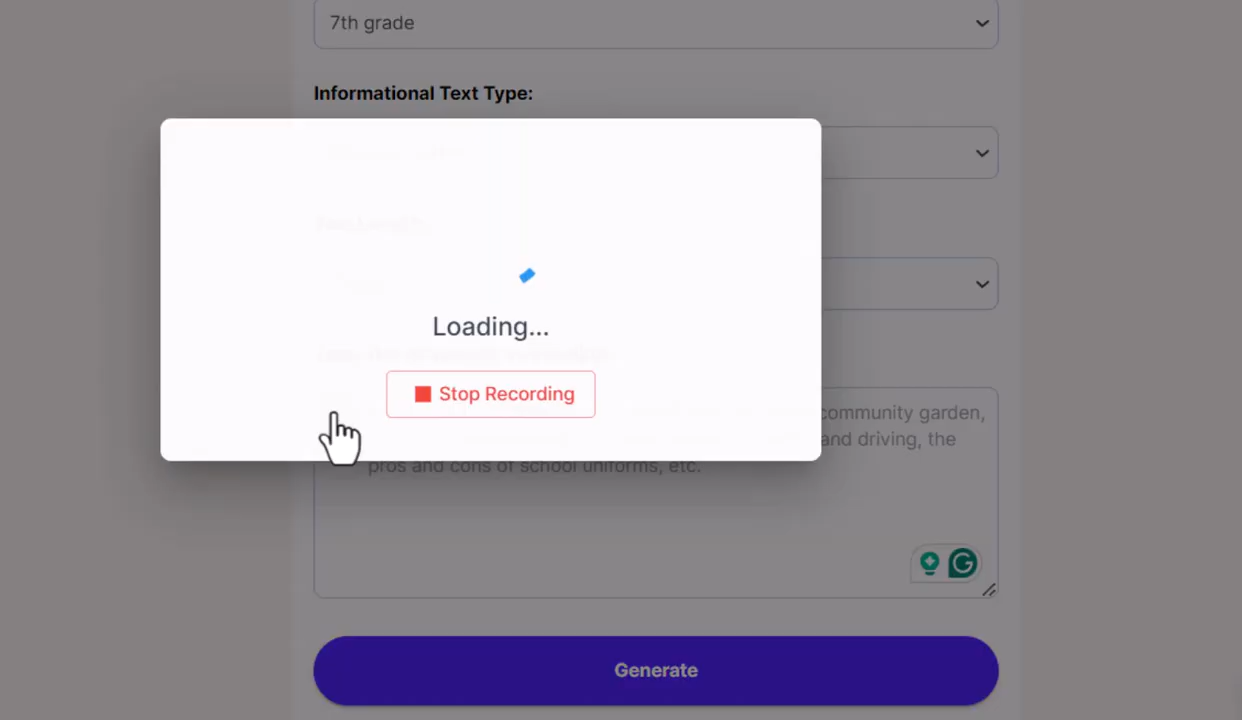 7th grade
Informational Text Type:
Loading...
Stop Recording
community garden,
and driving, the
pros and cons of school uniforms, etc.
Generate